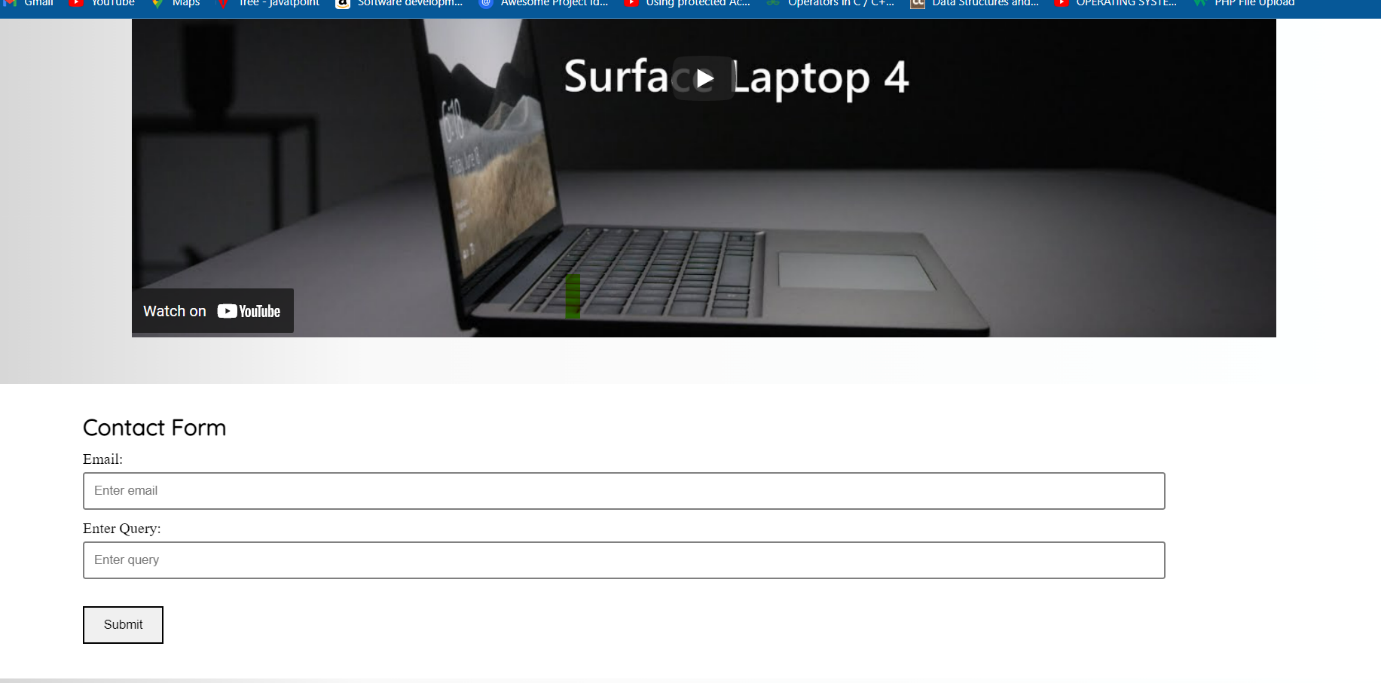 Gmail YouTube Maps Tree - javatpoint Software developm... Awesome Project Id... Using protected Ac... Operators in C / C+... Data Structures and... OPERATING SYSTE... PHP File Upload
Surface Laptop 4
6:10
Watch on YouTube
Contact Form
Email:
Enter email
Enter Query:
Enter query
Submit